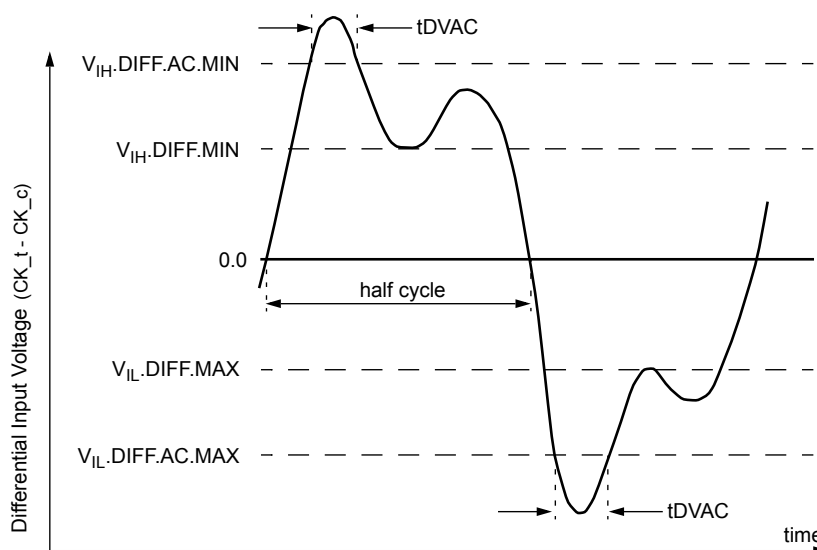 tDVAC
V_IH.DIFF.AC.MIN
V_IH.DIFF.MIN
0.0
half cycle
V_IL.DIFF.MAX
V_IL.DIFF.AC.MAX
tDVAC
time
Differential Input Voltage (CK_t - CK_c)